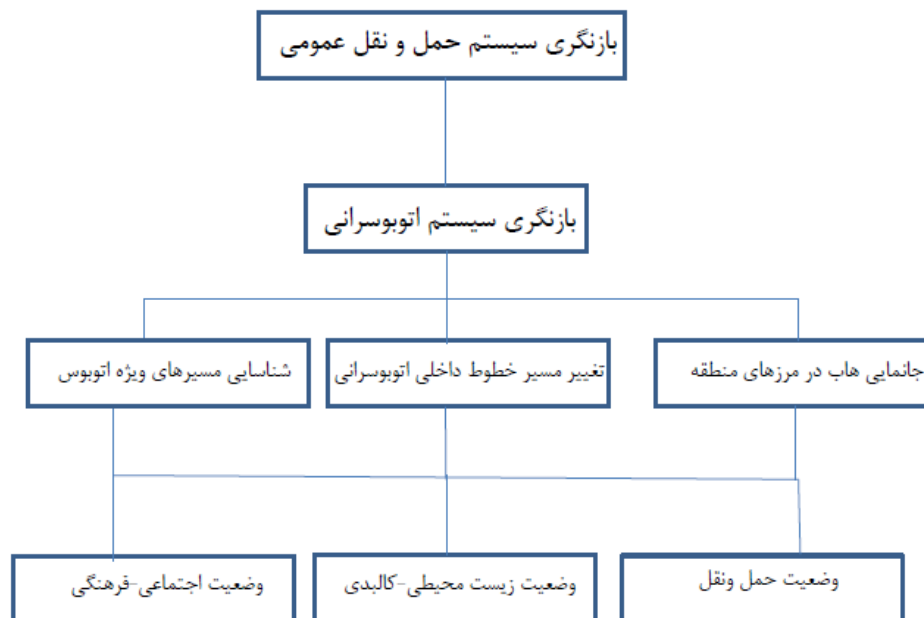 بازنگری سیستم حمل و نقل عمومی
بازنگری سیستم اتوبوسرانی
جانمایی هاب در مرزهای منطقه
تغییر مسیر خطوط داخلی اتوبوسرانی
شناسایی مسیرهای ویژه اتوبوس
وضعیت حمل ونقل
وضعیت زیست محیطی-کالبدی
وضعیت اجتماعی-فرهنگی